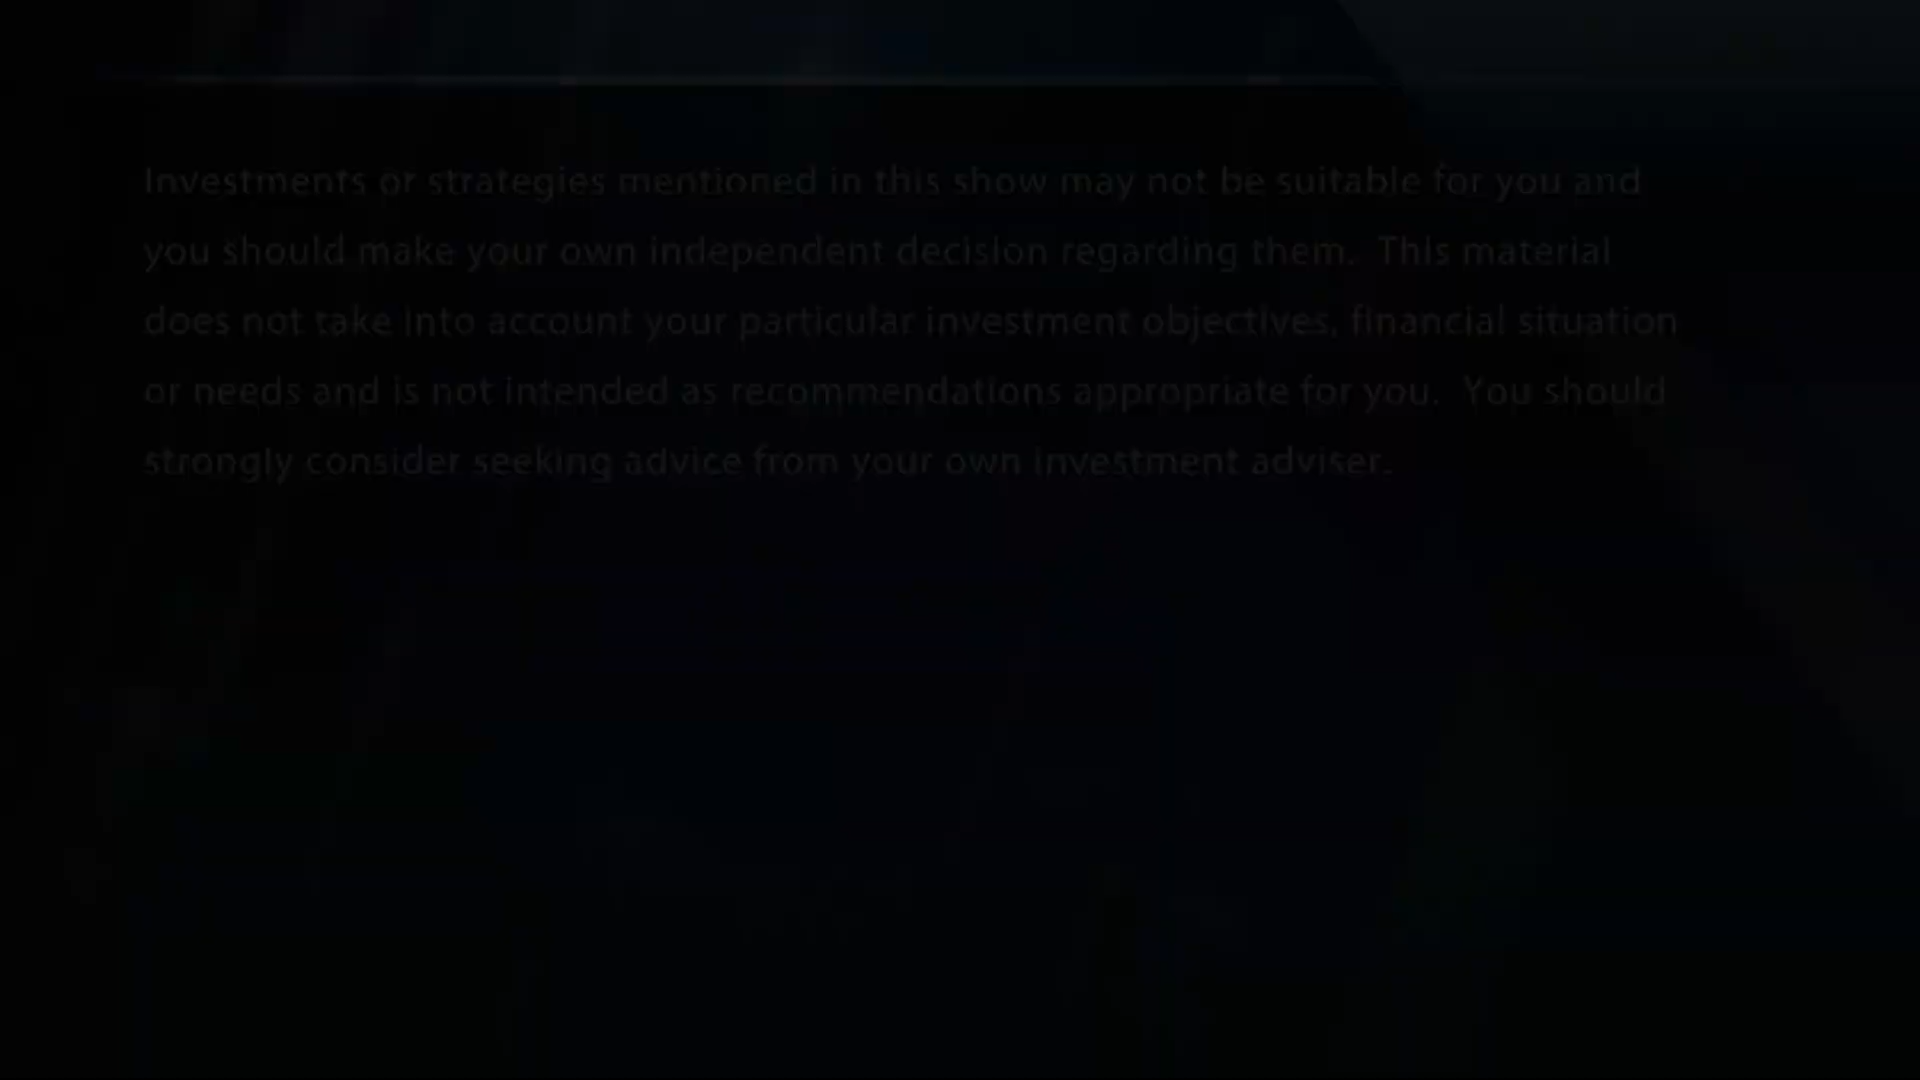 Investments or strategies mentioned in this show may not be suitable for you and
you should make your own independent decision regarding them.  This material
does not take into account your particular investment objectives, financial situation
or needs and is not intended as recommendations appropriate for you.  You should
strongly consider seeking advice from your own investment adviser.